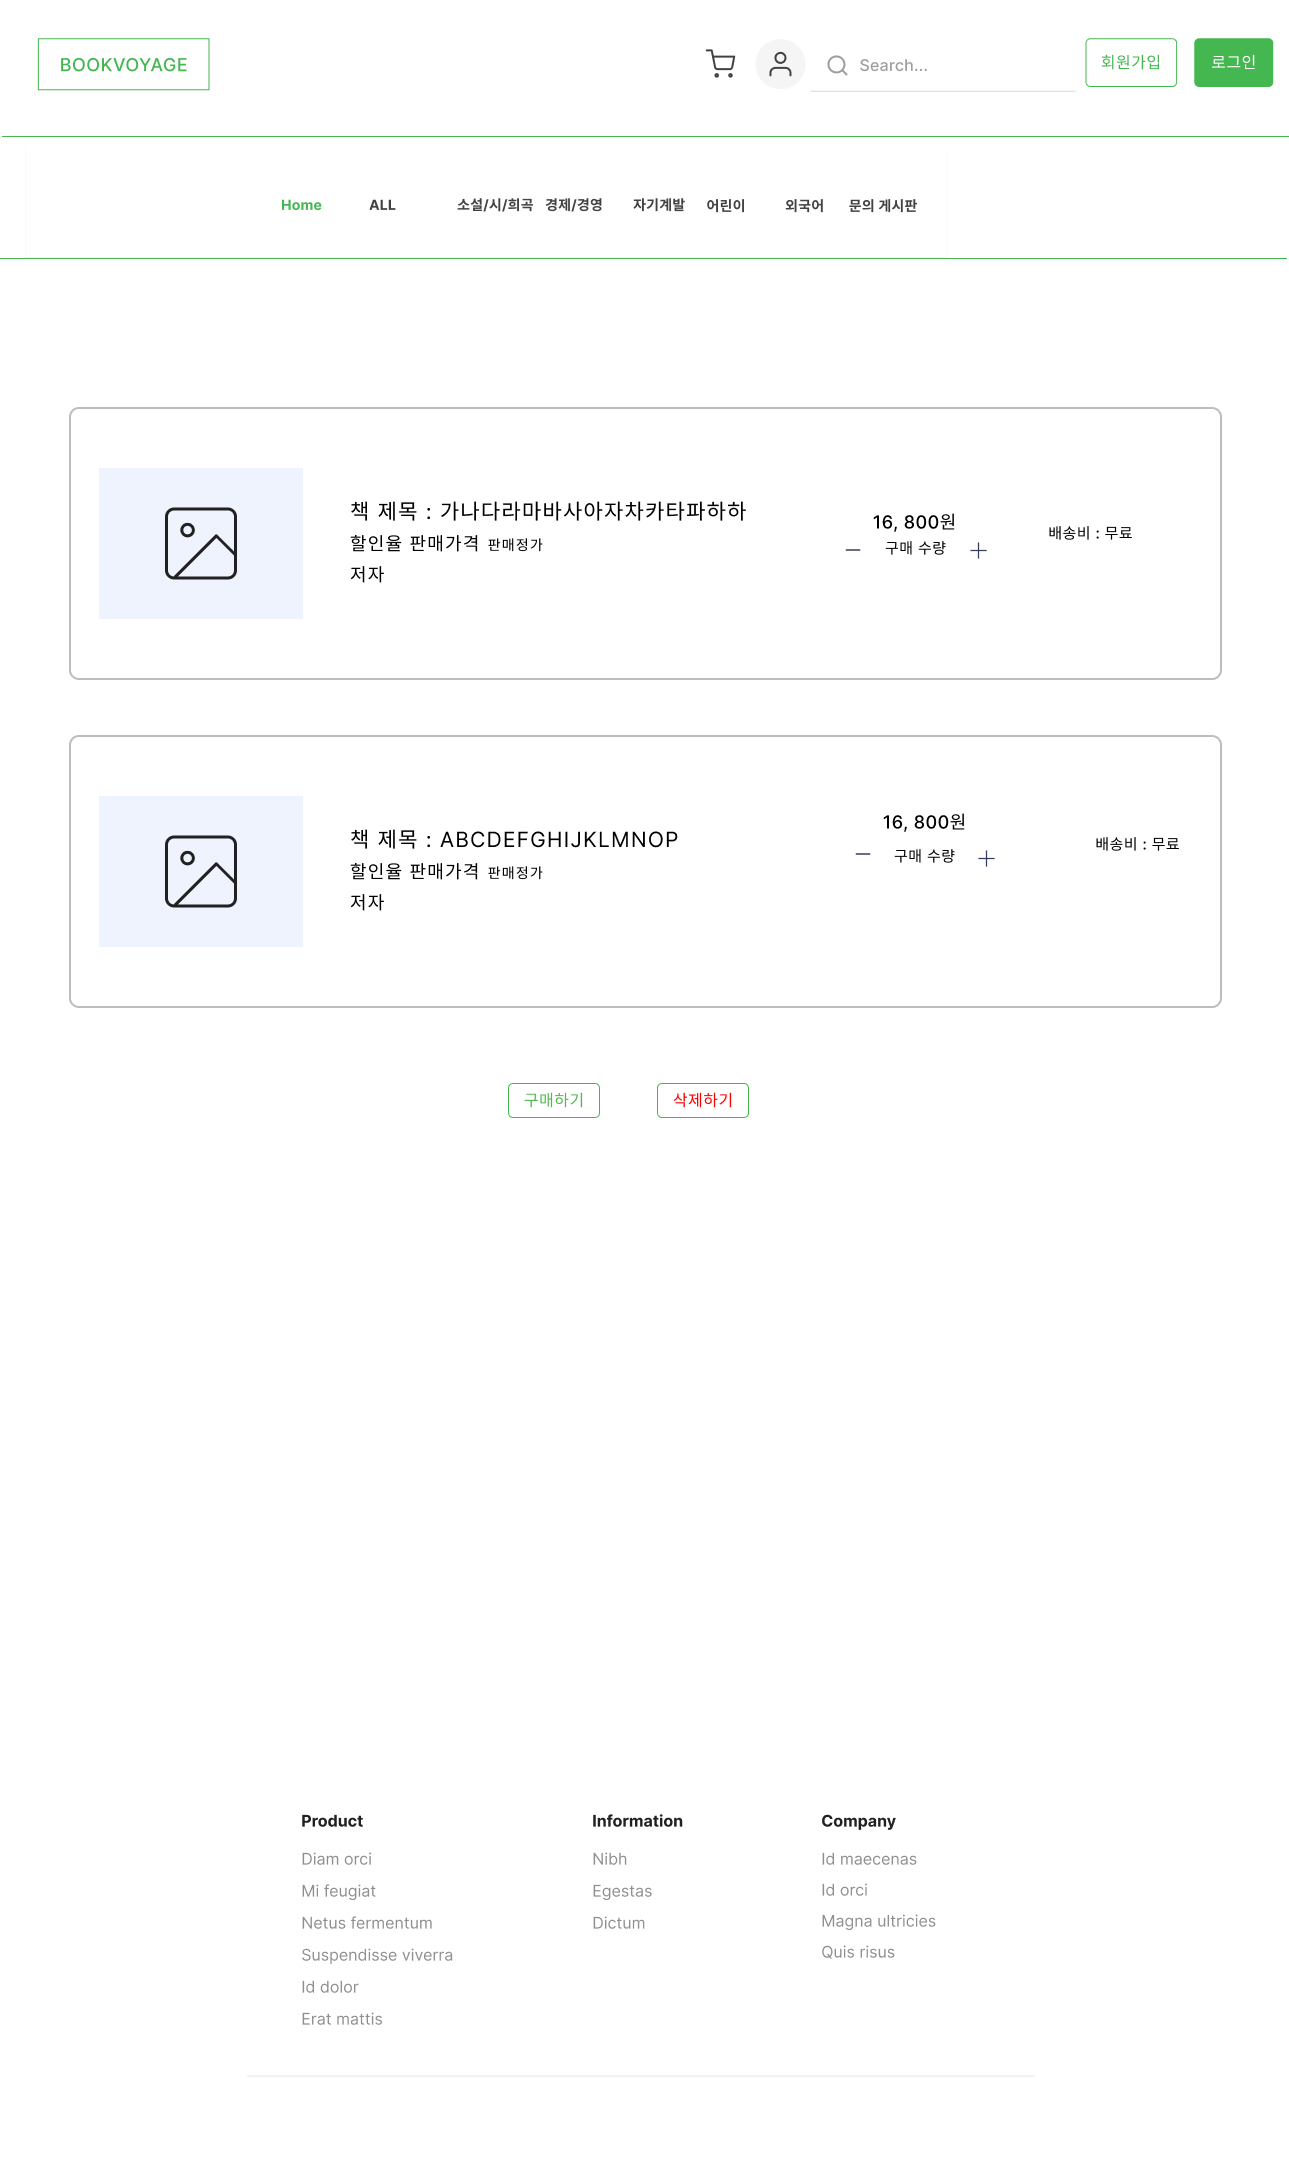 BOOKVOYAGE
Search...
회원가입
로그인
Home ALL 소설/시/희곡 경제/경영 자기계발 어린이 외국어 문의 게시판
책 제목 : 가나다라마바사아자차카타파하하
할인율 판매가격 판매정가
저자
16, 800원
구매 수량
배송비 : 무료
책 제목 : ABCDEFGHIJKLMNOP
할인율 판매가격 판매정가
저자
16, 800원
구매 수량
배송비 : 무료
구매하기
삭제하기
Product
Diam orci
Mi feugiat
Netus fermentum
Suspendisse viverra
Id dolor
Erat mattis
Information
Nibh
Egestas
Dictum
Company
Id maecenas
Id orci
Magna ultricies
Quis risus